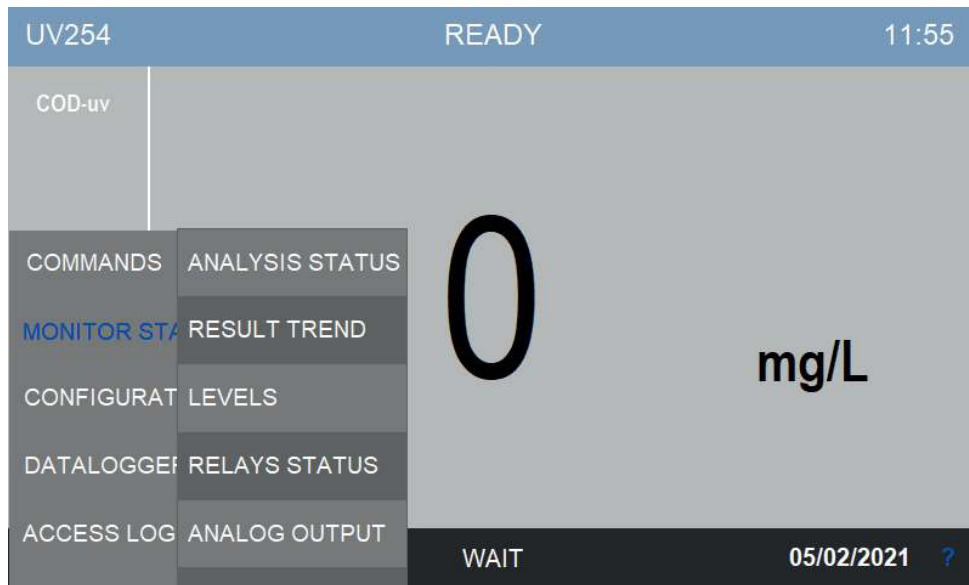 UV254 READY 11:55
COD-uv
COMMANDS ANALYSIS STATUS
MONITOR STA RESULT TREND
CONFIGURAT LEVELS
DATALOGGER RELAYS STATUS
ACCESS LOG ANALOG OUTPUT
0
mg/L
WAIT 05/02/2021 ?